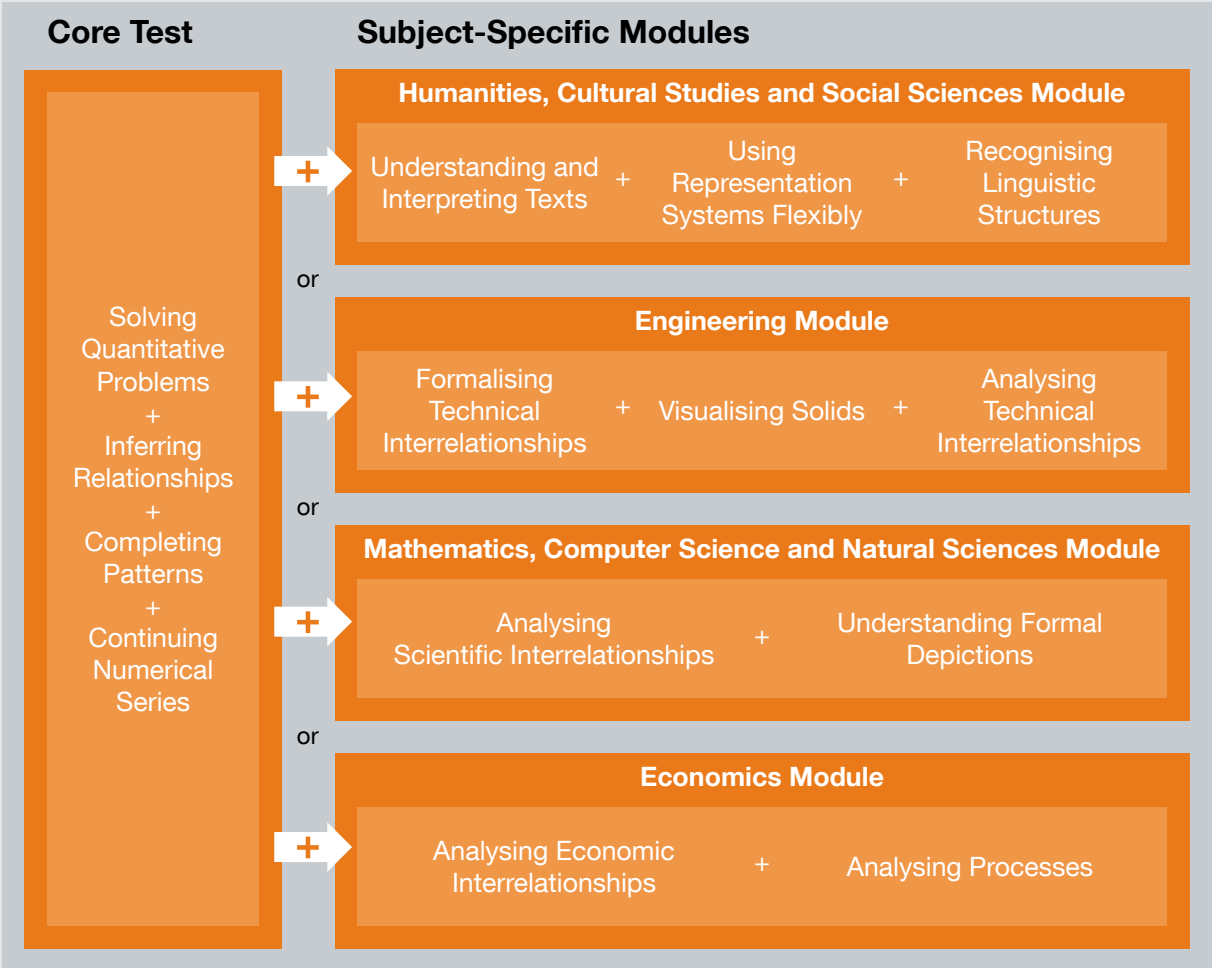 Core Test
Solving
Quantitative
Problems
+
Inferring
Relationships
+
Completing
Patterns
+
Continuing
Numerical
Series
Subject-Specific Modules
+
Humanities, Cultural Studies and Social Sciences Module
Understanding and
Interpreting Texts
+
Using
Representation
Systems Flexibly
+
Recognising
Linguistic
Structures
or
+
Engineering Module
Formalising
Technical
Interrelationships
+
Visualising Solids
+
Analysing
Technical
Interrelationships
or
+
Mathematics, Computer Science and Natural Sciences Module
Analysing
Scientific Interrelationships
+
Understanding Formal
Depictions
or
+
Economics Module
Analysing Economic
Interrelationships
+
Analysing Processes